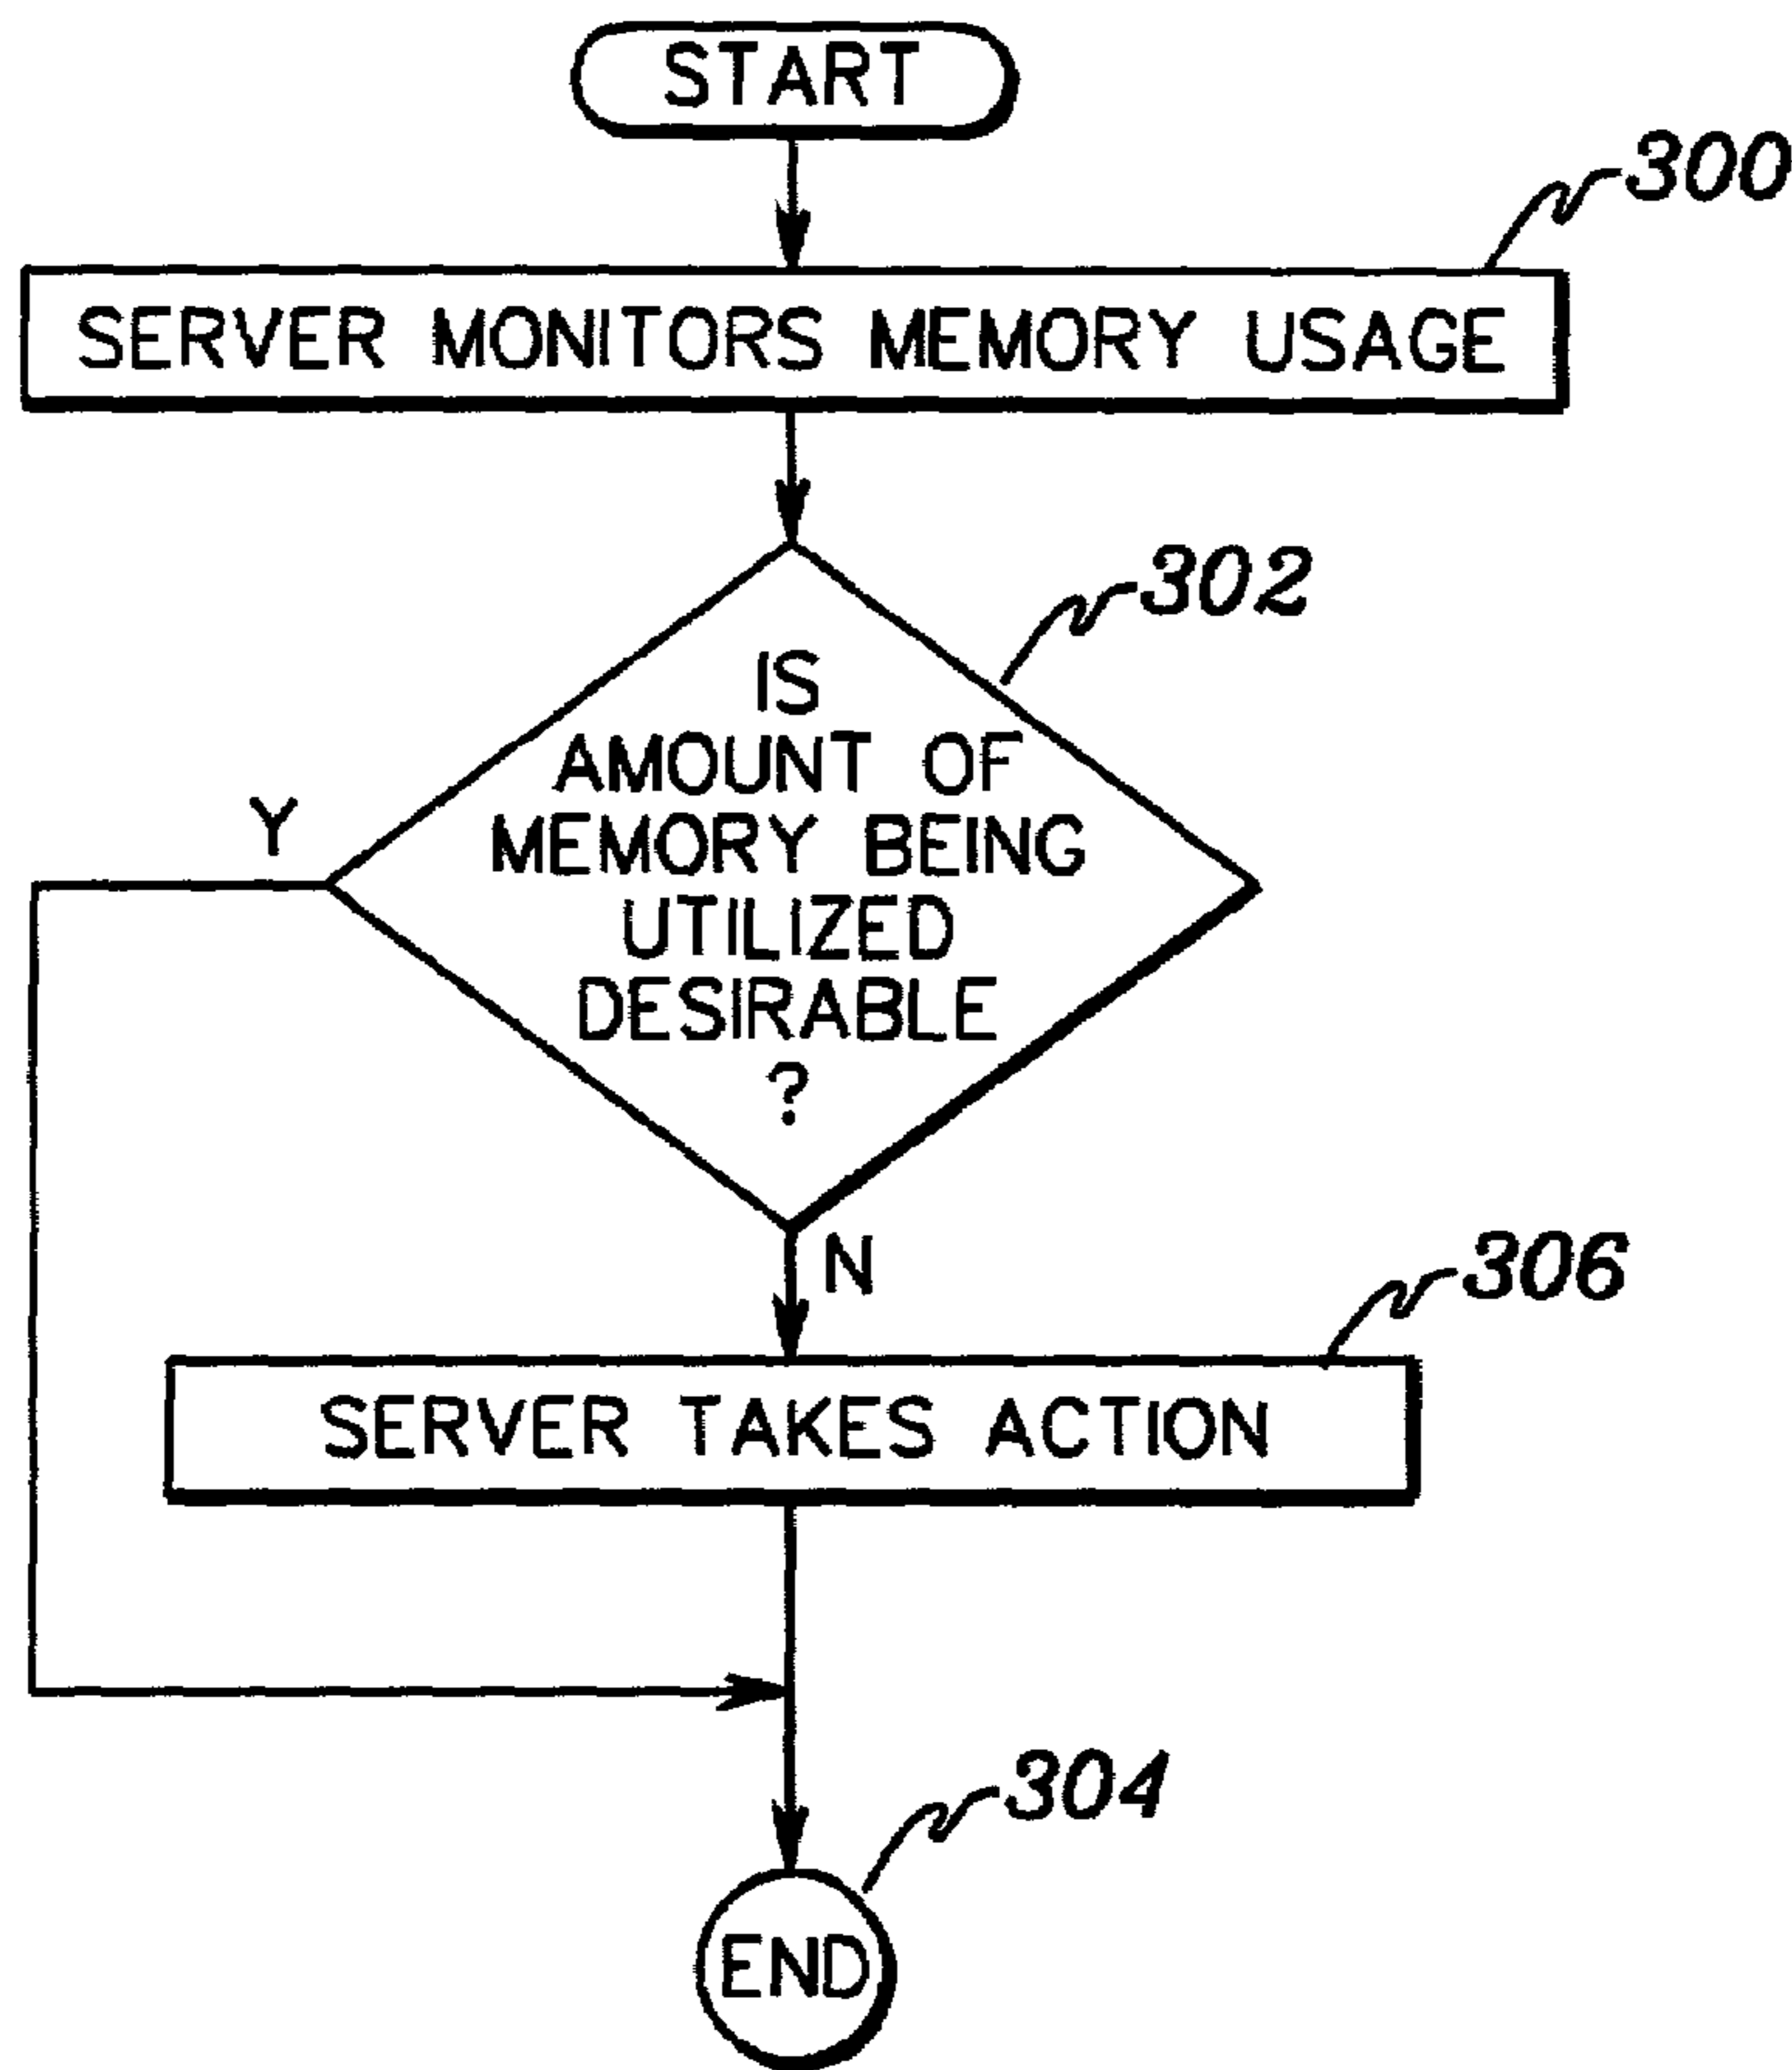 START
300
SERVER MONITORS MEMORY USAGE
302
IS
AMOUNT OF
MEMORY BEING
UTILIZED
DESIRABLE
?
Y
N
306
SERVER TAKES ACTION
304
END